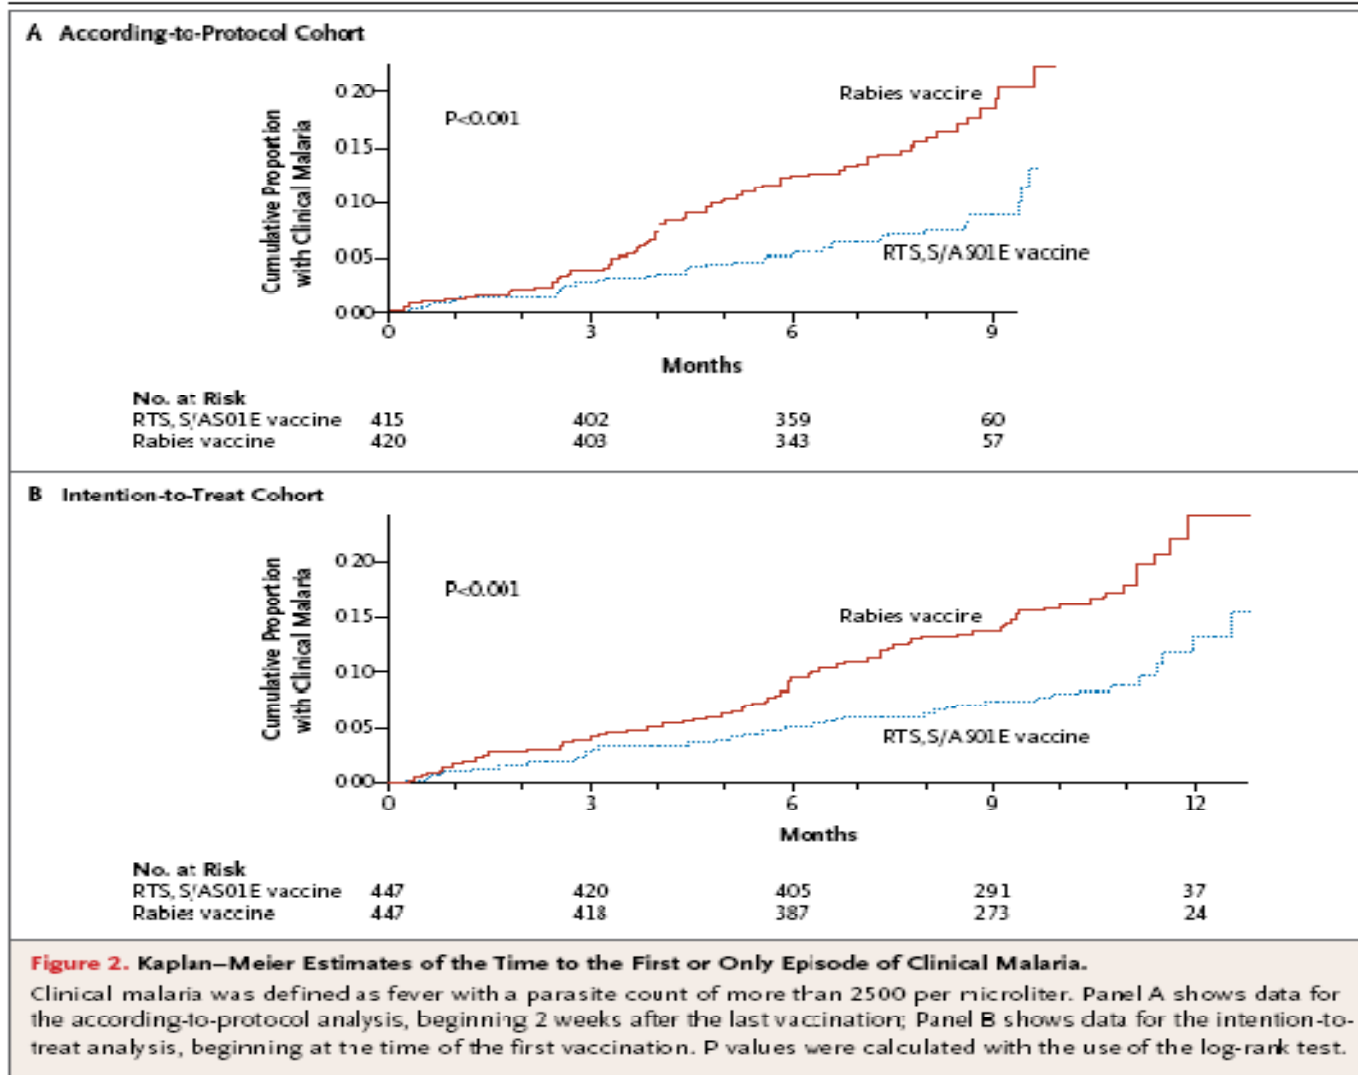 A According-to-Protocol Cohort
Cumulative Proportion
with Clinical Malaria
0.20
0.15
0.10
0.05
0.00
P<0.001
Rabies vaccine
RTS,S/AS01E vaccine
0 3 6 9
Months
No. at Risk
RTS,S/AS01E vaccine 415 402 359 60
Rabies vaccine 420 403 343 57
B Intention-to-Treat Cohort
Cumulative Proportion
with Clinical Malaria
0.20
0.15
0.10
0.05
0.00
P<0.001
Rabies vaccine
RTS,S/AS01E vaccine
0 3 6 9 12
Months
No. at Risk
RTS,S/AS01E vaccine 447 420 405 291 37
Rabies vaccine 447 418 387 273 24
Figure 2. Kaplan–Meier Estimates of the Time to the First or Only Episode of Clinical Malaria.
Clinical malaria was defined as fever with a parasite count of more than 2500 per microliter. Panel A shows data for
the according-to-protocol analysis, beginning 2 weeks after the last vaccination; Panel B shows data for the intention-to-
treat analysis, beginning at the time of the first vaccination. P values were calculated with the use of the log-rank test.